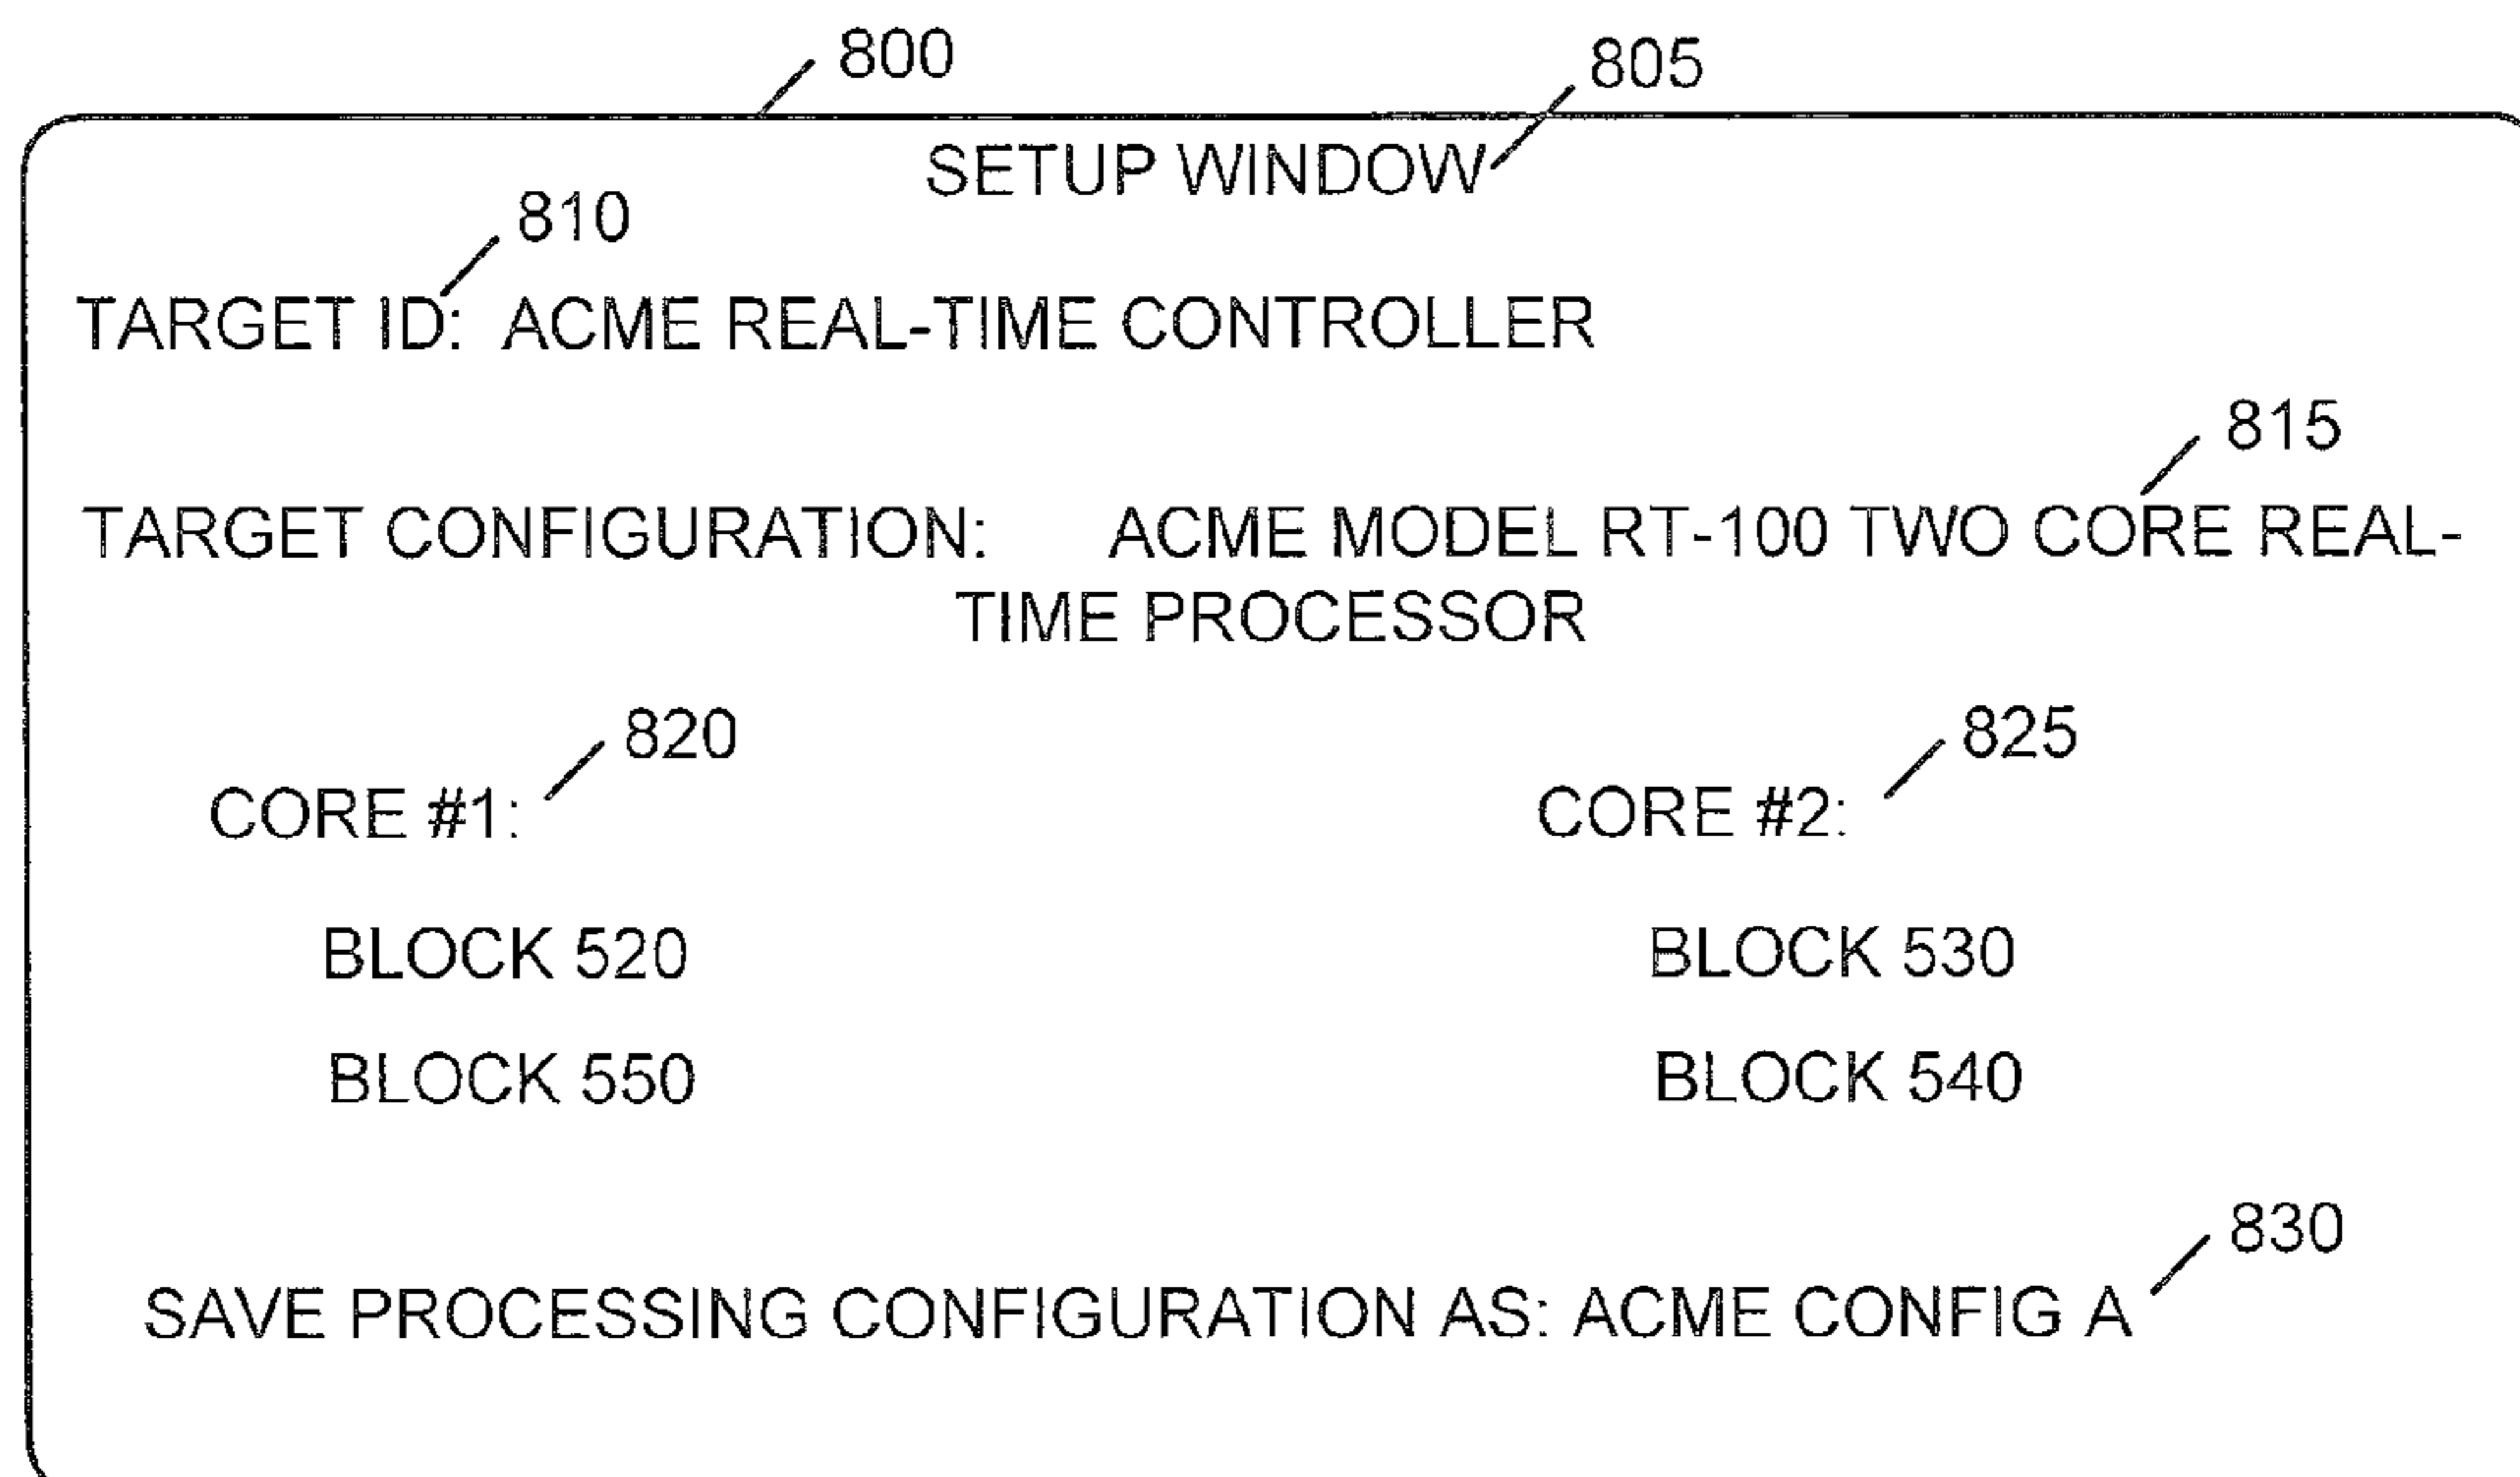 800
805
SETUP WINDOW
810
TARGET ID: ACME REAL-TIME CONTROLLER
815
TARGET CONFIGURATION: ACME MODEL RT-100 TWO CORE REAL-
TIME PROCESSOR
820
825
CORE #1:
CORE #2:
BLOCK 520
BLOCK 530
BLOCK 550
BLOCK 540
830
SAVE PROCESSING CONFIGURATION AS: ACME CONFIG A